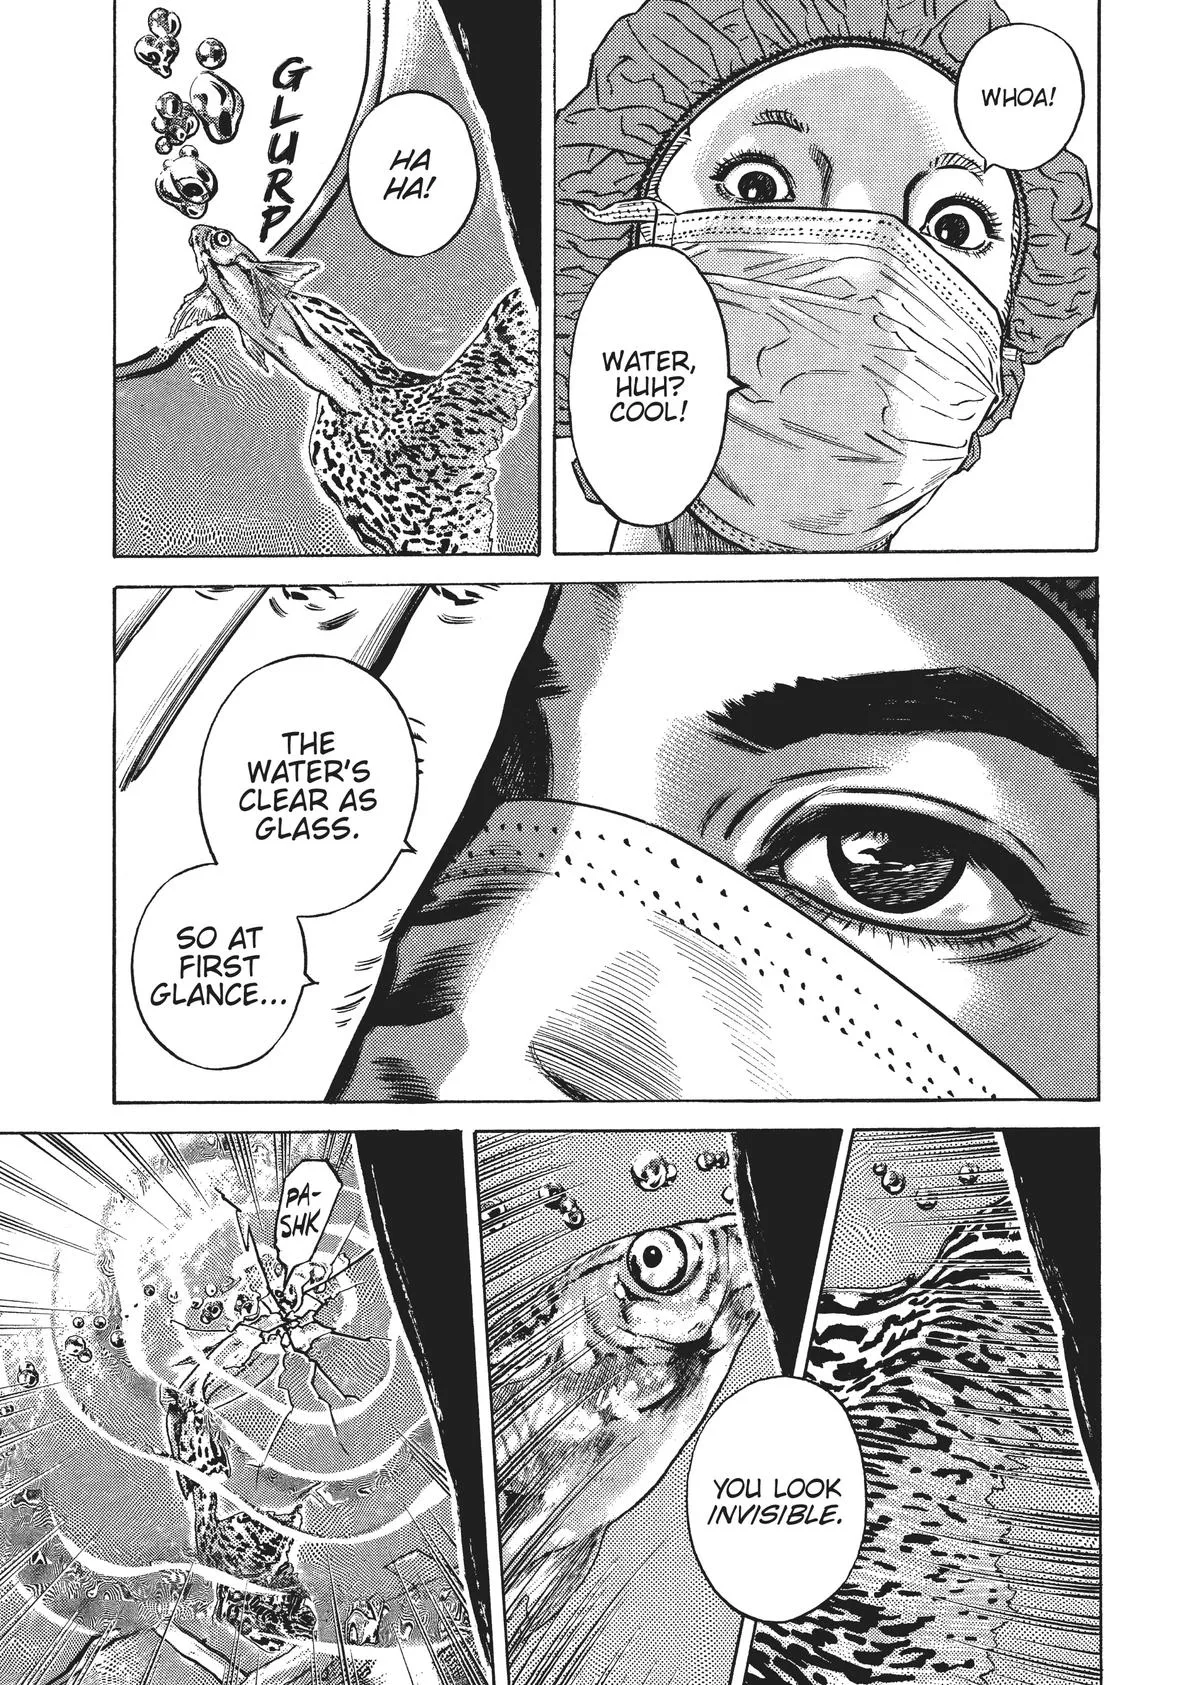 WHOA!
WATER,
HUH?
COOL!
HA
HA!
GLURP
THE
WATER'S
CLEAR AS
GLASS.
SO AT
FIRST
GLANCE...
YOU LOOK
INVISIBLE.
PA-
SHK